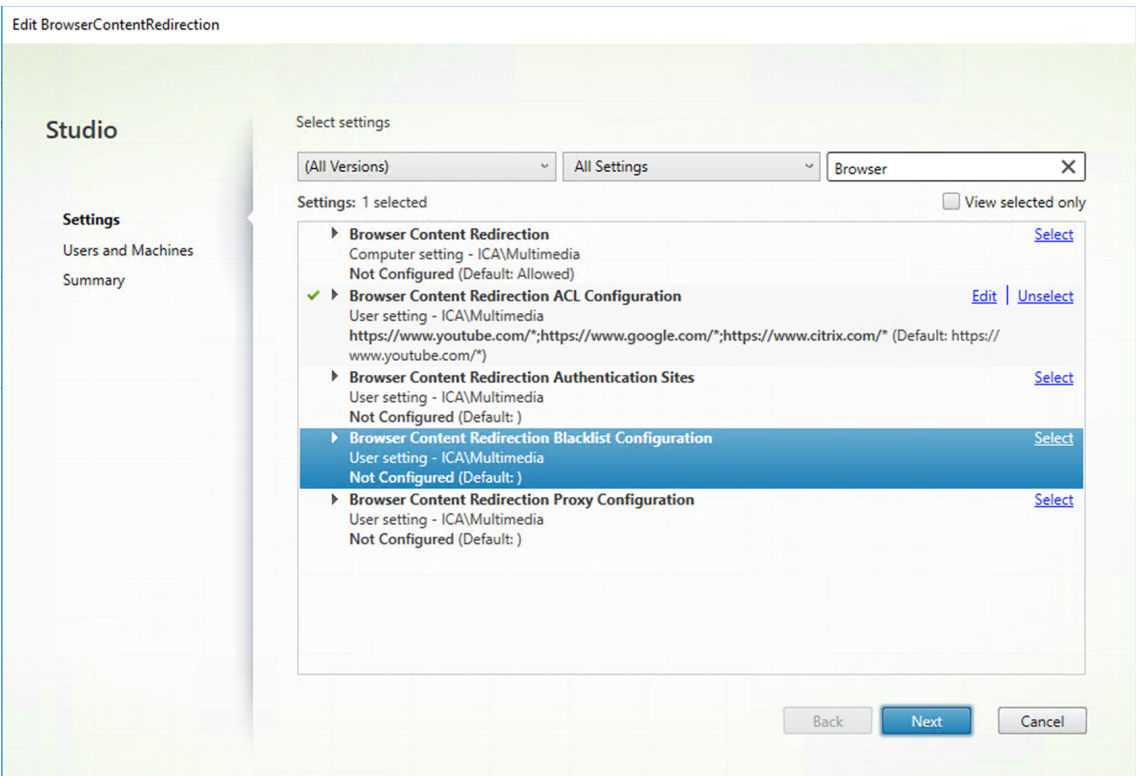 Edit BrowserContentRedirection
Studio
Settings
Users and Machines
Summary
Select settings
(All Versions) All Settings Browser
Settings: 1 selected View selected only
Browser Content Redirection Select
Computer setting - ICA\Multimedia
Not Configured (Default: Allowed)
Browser Content Redirection ACL Configuration Edit | Unselect
User setting - ICA\Multimedia
https://www.youtube.com/*;https://www.google.com/*;https://www.citrix.com/* (Default: https://
www.youtube.com/*)
Browser Content Redirection Authentication Sites Select
User setting - ICA\Multimedia
Not Configured (Default: )
Browser Content Redirection Blacklist Configuration Select
User setting - ICA\Multimedia
Not Configured (Default: )
Browser Content Redirection Proxy Configuration Select
User setting - ICA\Multimedia
Not Configured (Default: )
Back Next Cancel